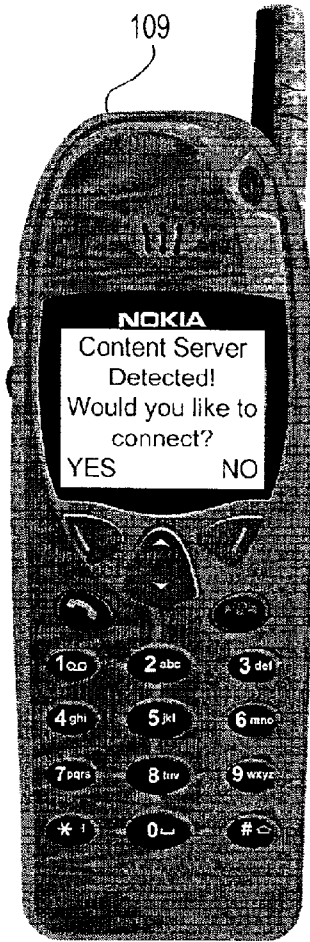 109
NOKIA
Content Server
Detected!
Would you like to
connect?
YES NO
1 2 abc 3 def
4 ghi 5 jkl 6 mno
7 pqrs 8 tuv 9 wxyz
* 0 #